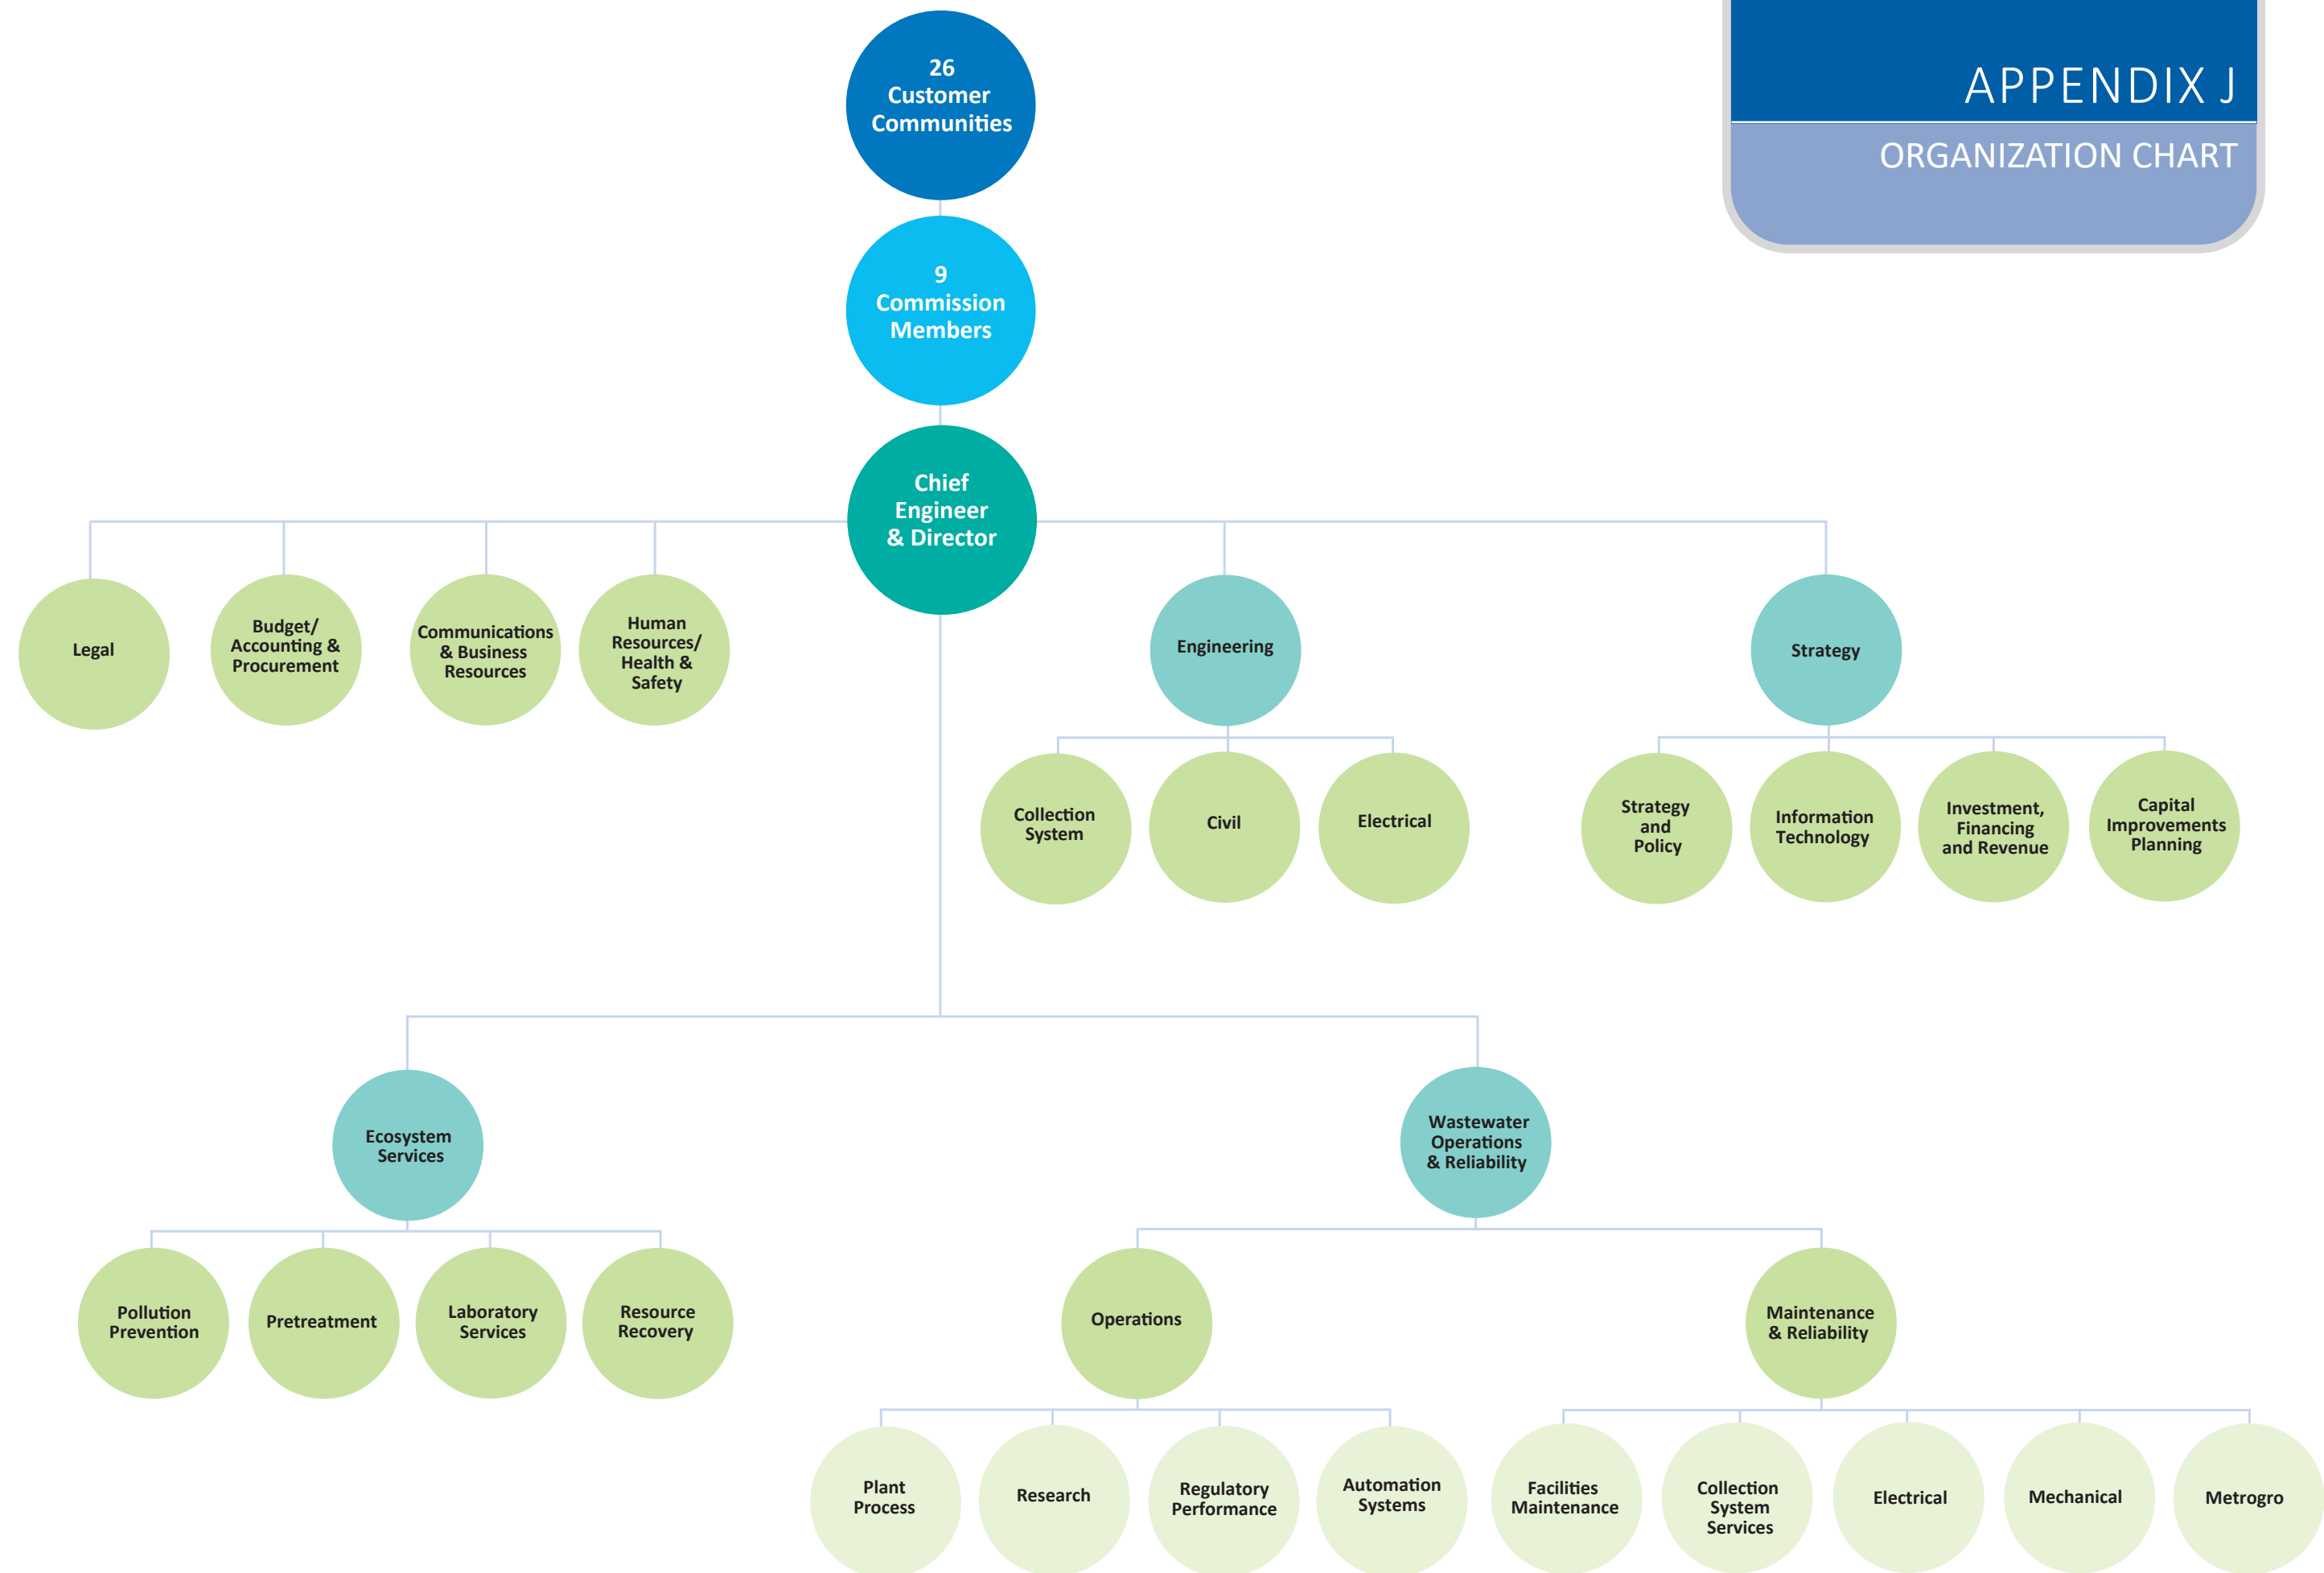 APPENDIX J
ORGANIZATION CHART
26
Customer
Communities
9
Commission
Members
Chief
Engineer
& Director
Legal
Budget/
Accounting &
Procurement
Communications
& Business
Resources
Human
Resources/
Health &
Safety
Engineering
Strategy
Collection
System
Civil
Electrical
Strategy
and
Policy
Information
Technology
Investment,
Financing
and Revenue
Capital
Improvements
Planning
Ecosystem
Services
Wastewater
Operations
& Reliability
Pollution
Prevention
Pretreatment
Laboratory
Services
Resource
Recovery
Operations
Maintenance
& Reliability
Plant
Process
Research
Regulatory
Performance
Automation
Systems
Facilities
Maintenance
Collection
System
Services
Electrical
Mechanical
Metrogro